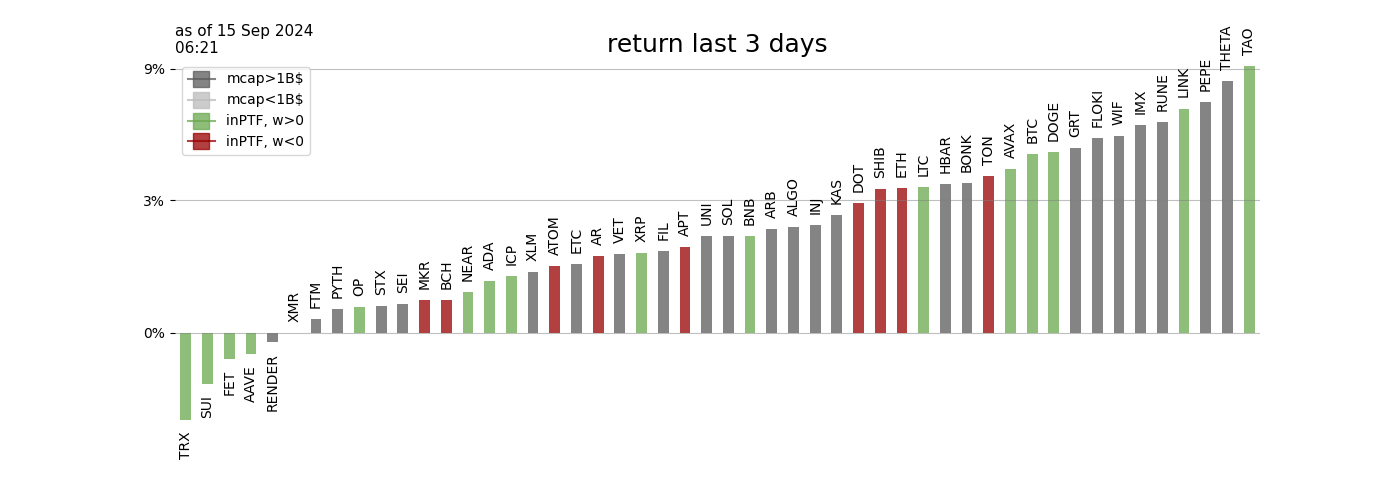 as of 15 Sep 2024
06:21
return last 3 days
9%
3%
0%
mcap>1B$
mcap<1B$
inPTF, w>0
inPTF, w<0
TRX
SUI
FET
AAVE
RENDER
XMR
FTM
PYTH
OP
STX
SEI
MKR
BCH
NEAR
ADA
ICP
XLM
ATOM
ETC
AR
VET
XRP
FIL
APT
UNI
SOL
BNB
ARB
ALGO
INJ
KAS
DOT
SHIB
ETH
LTC
HBAR
BONK
TON
AVAX
BTC
DOGE
GRT
FLOKI
WIF
IMX
RUNE
LINK
PEPE
THETA
TAO